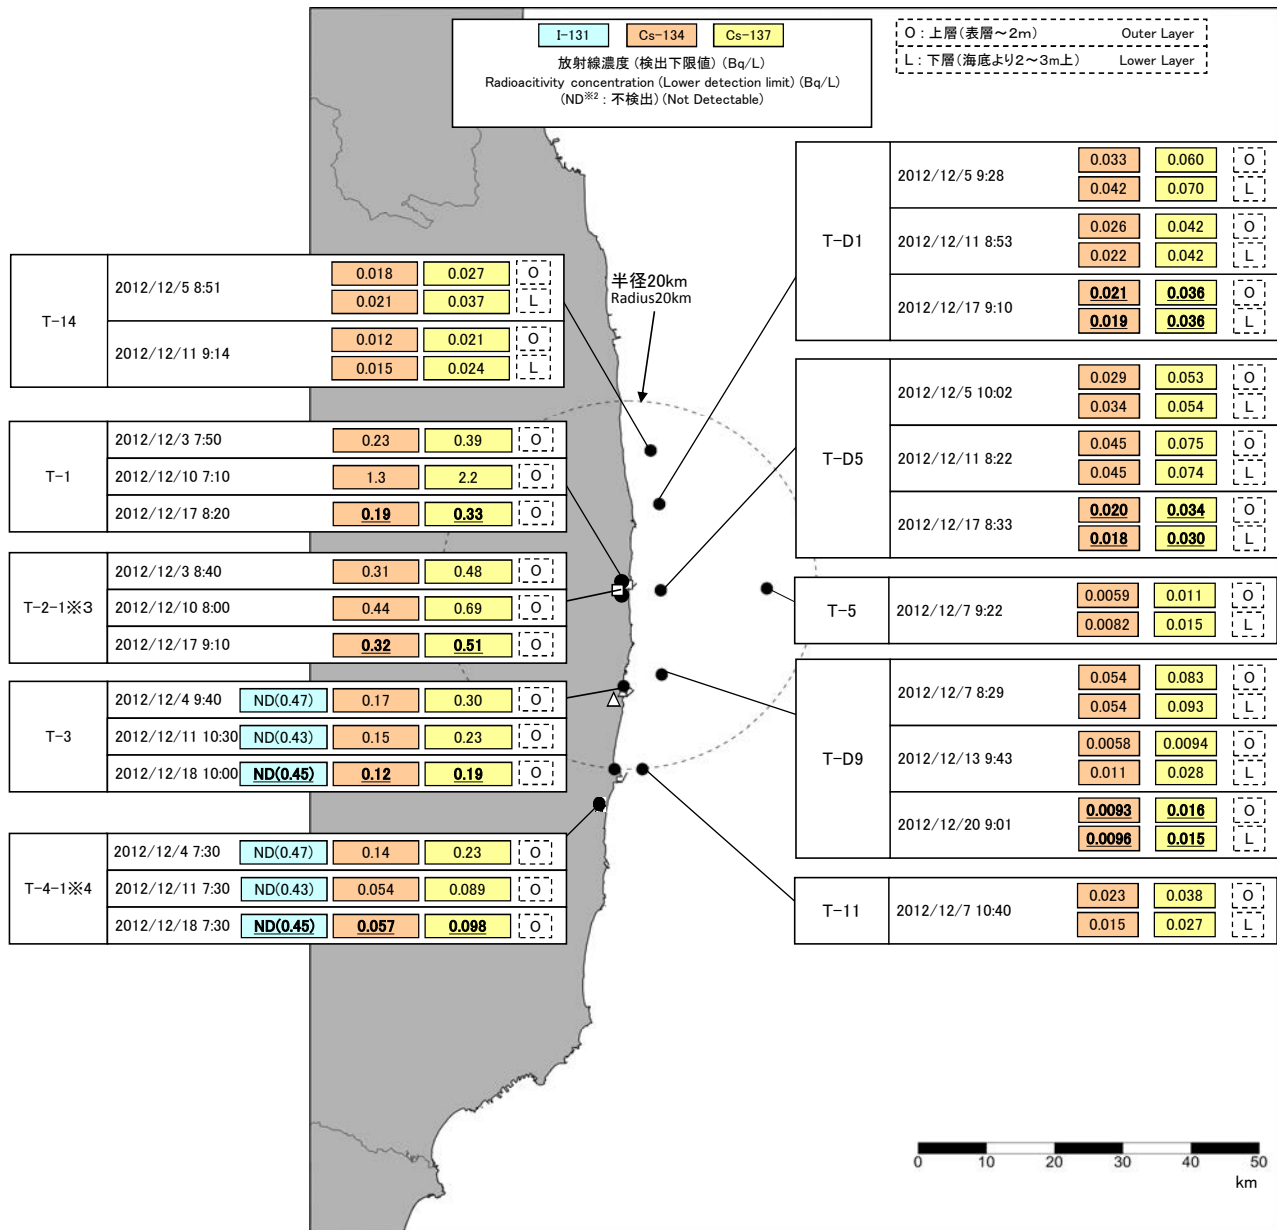 I-131 Cs-134 Cs-137
放射線濃度 (検出下限値) (Bq/L)
Radioacitivity concentration (Lower detection limit) (Bq/L)
(ND※2 : 不検出) (Not Detectable)
O : 上層(表層～2m) Outer Layer
L : 下層(海底より2～3m上) Lower Layer
半径20km
Radius20km
T-14
2012/12/5 8:51 0.018 0.027 O
0.021 0.037 L
2012/12/11 9:14 0.012 0.021 O
0.015 0.024 L
T-1
2012/12/3 7:50 0.23 0.39 O
2012/12/10 7:10 1.3 2.2 O
2012/12/17 8:20 0.19 0.33 O
T-2-1※3
2012/12/3 8:40 0.31 0.48 O
2012/12/10 8:00 0.44 0.69 O
2012/12/17 9:10 0.32 0.51 O
T-3
2012/12/4 9:40 ND(0.47) 0.17 0.30 O
2012/12/11 10:30 ND(0.43) 0.15 0.23 O
2012/12/18 10:00 ND(0.45) 0.12 0.19 O
T-4-1※4
2012/12/4 7:30 ND(0.47) 0.14 0.23 O
2012/12/11 7:30 ND(0.43) 0.054 0.089 O
2012/12/18 7:30 ND(0.45) 0.057 0.098 O
T-D1
2012/12/5 9:28 0.033 0.060 O
0.042 0.070 L
2012/12/11 8:53 0.026 0.042 O
0.022 0.042 L
2012/12/17 9:10 0.021 0.036 O
0.019 0.036 L
T-D5
2012/12/5 10:02 0.029 0.053 O
0.034 0.054 L
2012/12/11 8:22 0.045 0.075 O
0.045 0.074 L
2012/12/17 8:33 0.020 0.034 O
0.018 0.030 L
T-5
2012/12/7 9:22 0.0059 0.011 O
0.0082 0.015 L
T-D9
2012/12/7 8:29 0.054 0.083 O
0.054 0.093 L
2012/12/13 9:43 0.0058 0.0094 O
0.011 0.028 L
2012/12/20 9:01 0.0093 0.016 O
0.0096 0.015 L
T-11
2012/12/7 10:40 0.023 0.038 O
0.015 0.027 L
0 10 20 30 40 50
km